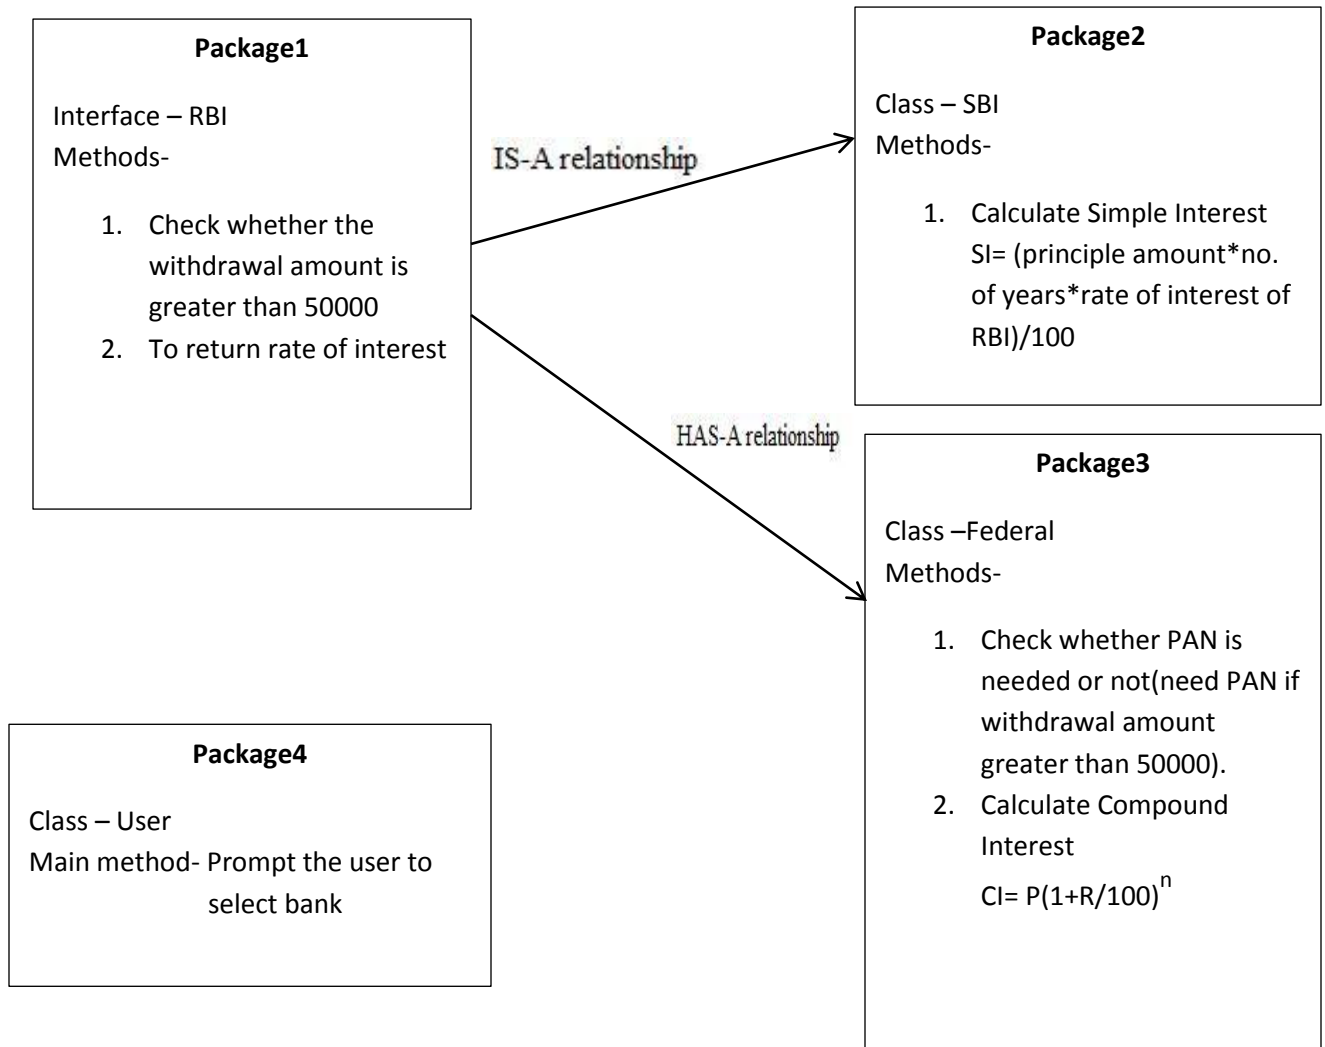 Package1
Interface – RBI
Methods-
1. Check whether the
withdrawal amount is
greater than 50000
2. To return rate of interest
IS-A relationship
Package2
Class – SBI
Methods-
1. Calculate Simple Interest
SI= (principle amount*no.
of years*rate of interest of
RBI)/100
HAS-A relationship
Package3
Class –Federal
Methods-
1. Check whether PAN is
needed or not(need PAN if
withdrawal amount
greater than 50000).
2. Calculate Compound
Interest
CI= P(1+R/100)^n
Package4
Class – User
Main method- Prompt the user to
select bank